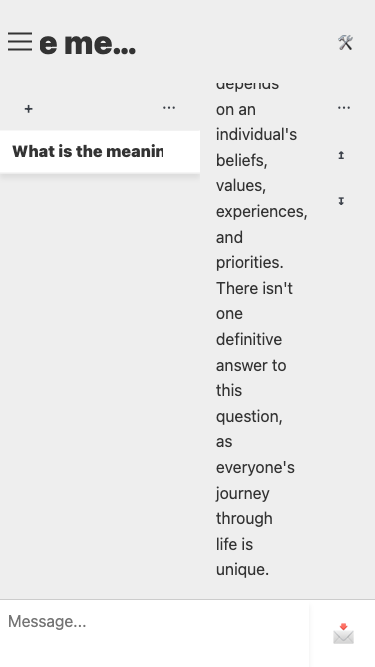 e me...
+
...
What is the meanin
depends
on an
individual's
beliefs,
values,
experiences,
and
priorities.
There isn't
one
definitive
answer to
this
question,
as
everyone's
journey
through
life is
unique.
...
Message...